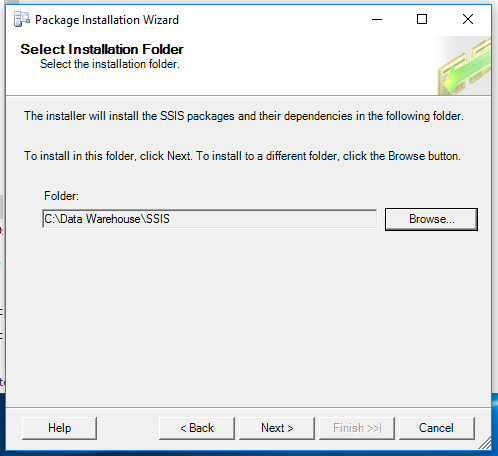 Package Installation Wizard
Select Installation Folder
Select the installation folder.
The installer will install the SSIS packages and their dependencies in the following folder.
To install in this folder, click Next. To install to a different folder, click the Browse button.
Folder:
C:\Data Warehouse\SSIS
Browse...
Help
< Back
Next >
Finish >>|
Cancel